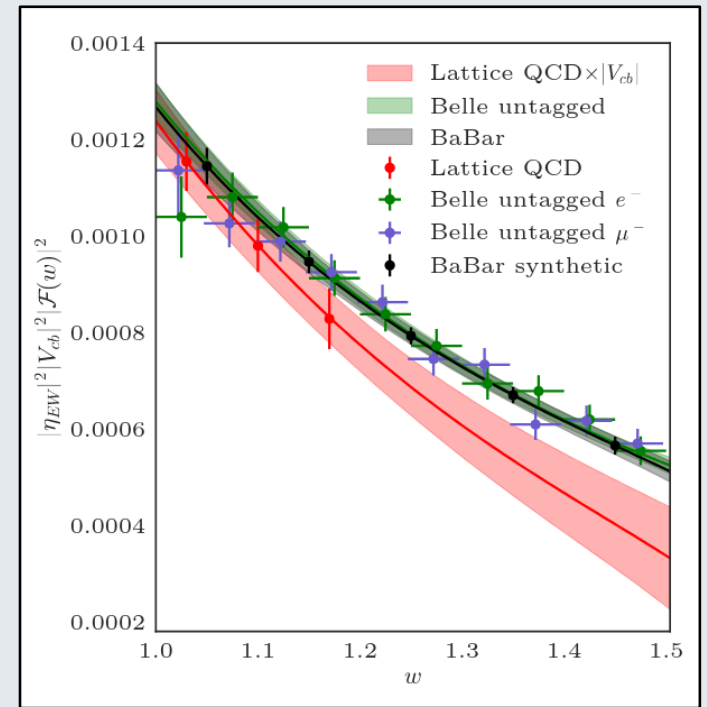 0.0014
0.0012
0.0010
0.0008
0.0006
0.0004
0.0002
|η_EW|²|V_cb|²|𝓕(w)|²
Lattice QCD×|V_cb|
Belle untagged
BaBar
Lattice QCD
Belle untagged e⁻
Belle untagged μ⁻
BaBar synthetic
1.0 1.1 1.2 1.3 1.4 1.5
w